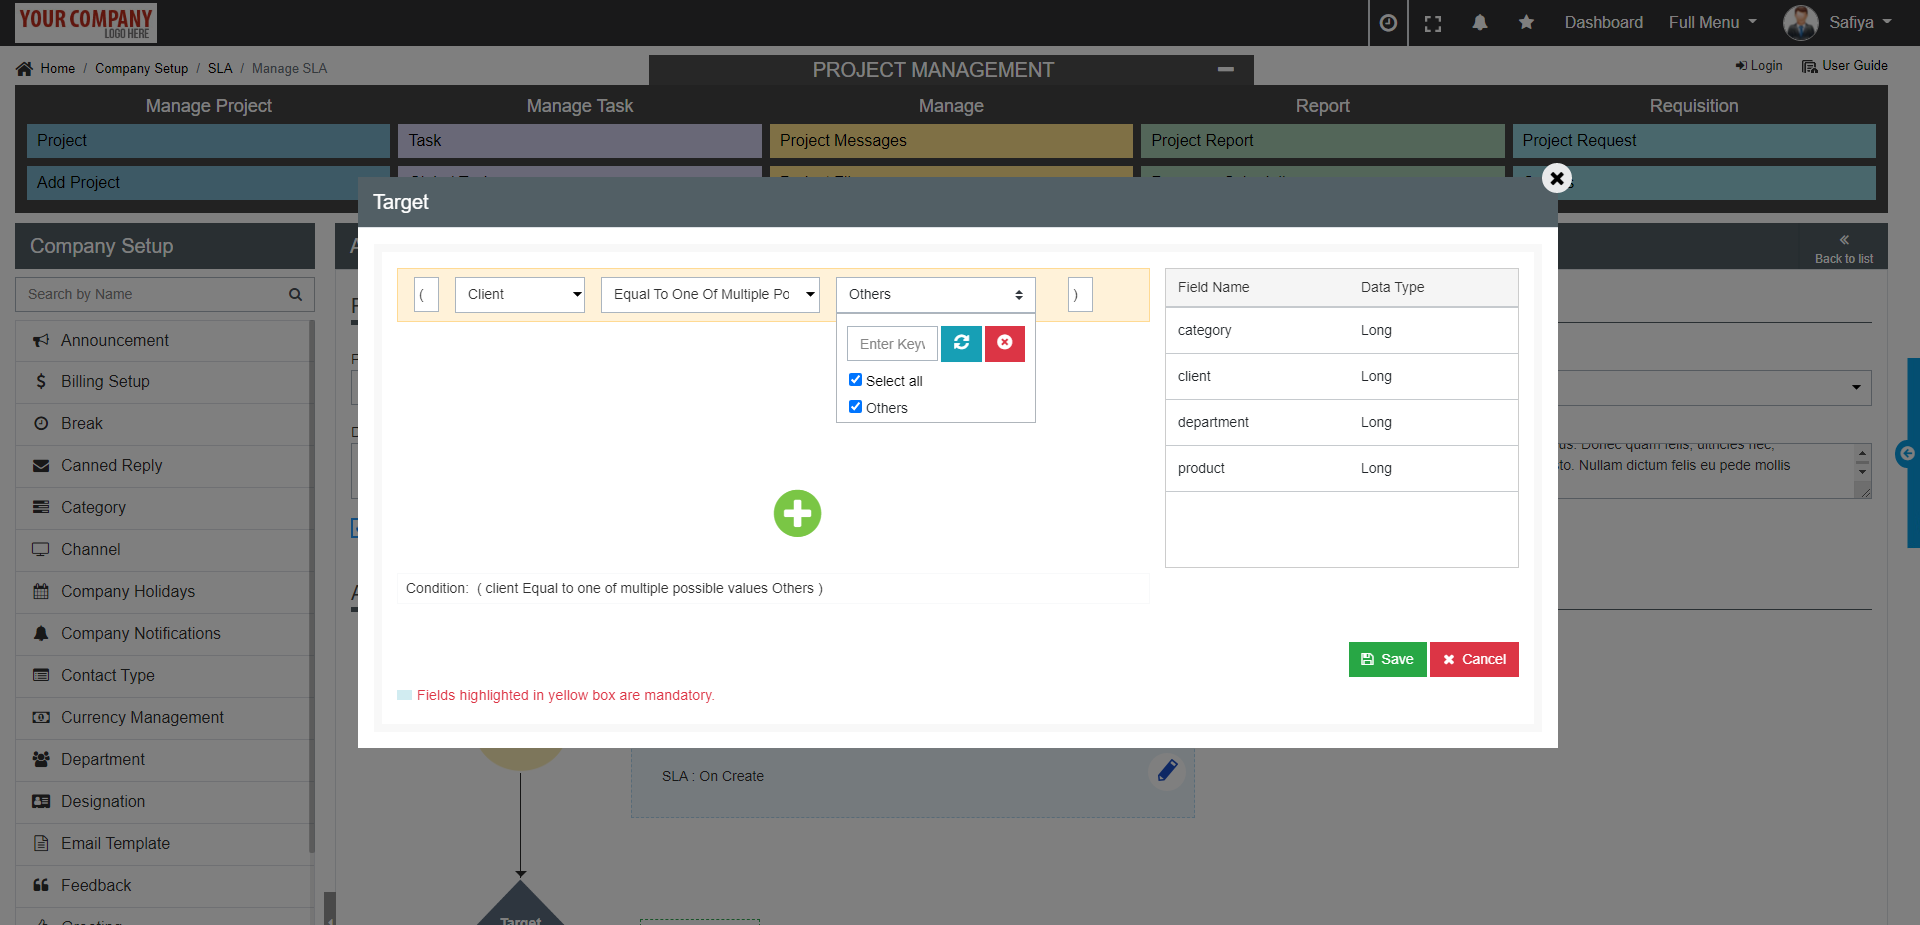 YOUR COMPANY
LOGO HERE
Dashboard
Full Menu
Safiya
Home / Company Setup / SLA / Manage SLA
PROJECT MANAGEMENT
Login
User Guide
Manage Project
Manage Task
Manage
Report
Requisition
Project
Task
Project Messages
Project Report
Project Request
Add Project
Target
Company Setup
Back to list
Search by Name
Announcement
Billing Setup
Break
Canned Reply
Category
Channel
Company Holidays
Company Notifications
Contact Type
Currency Management
Department
Designation
Email Template
Feedback
(
Client
Equal To One Of Multiple Po
Others
)
Enter Key
Select all
Others
Field Name Data Type
category Long
client Long
department Long
product Long
Donec quam felis, ultricies nec,
Nullam dictum felis eu pede mollis
Condition: ( client Equal to one of multiple possible values Others )
Save
Cancel
Fields highlighted in yellow box are mandatory.
SLA : On Create
Target